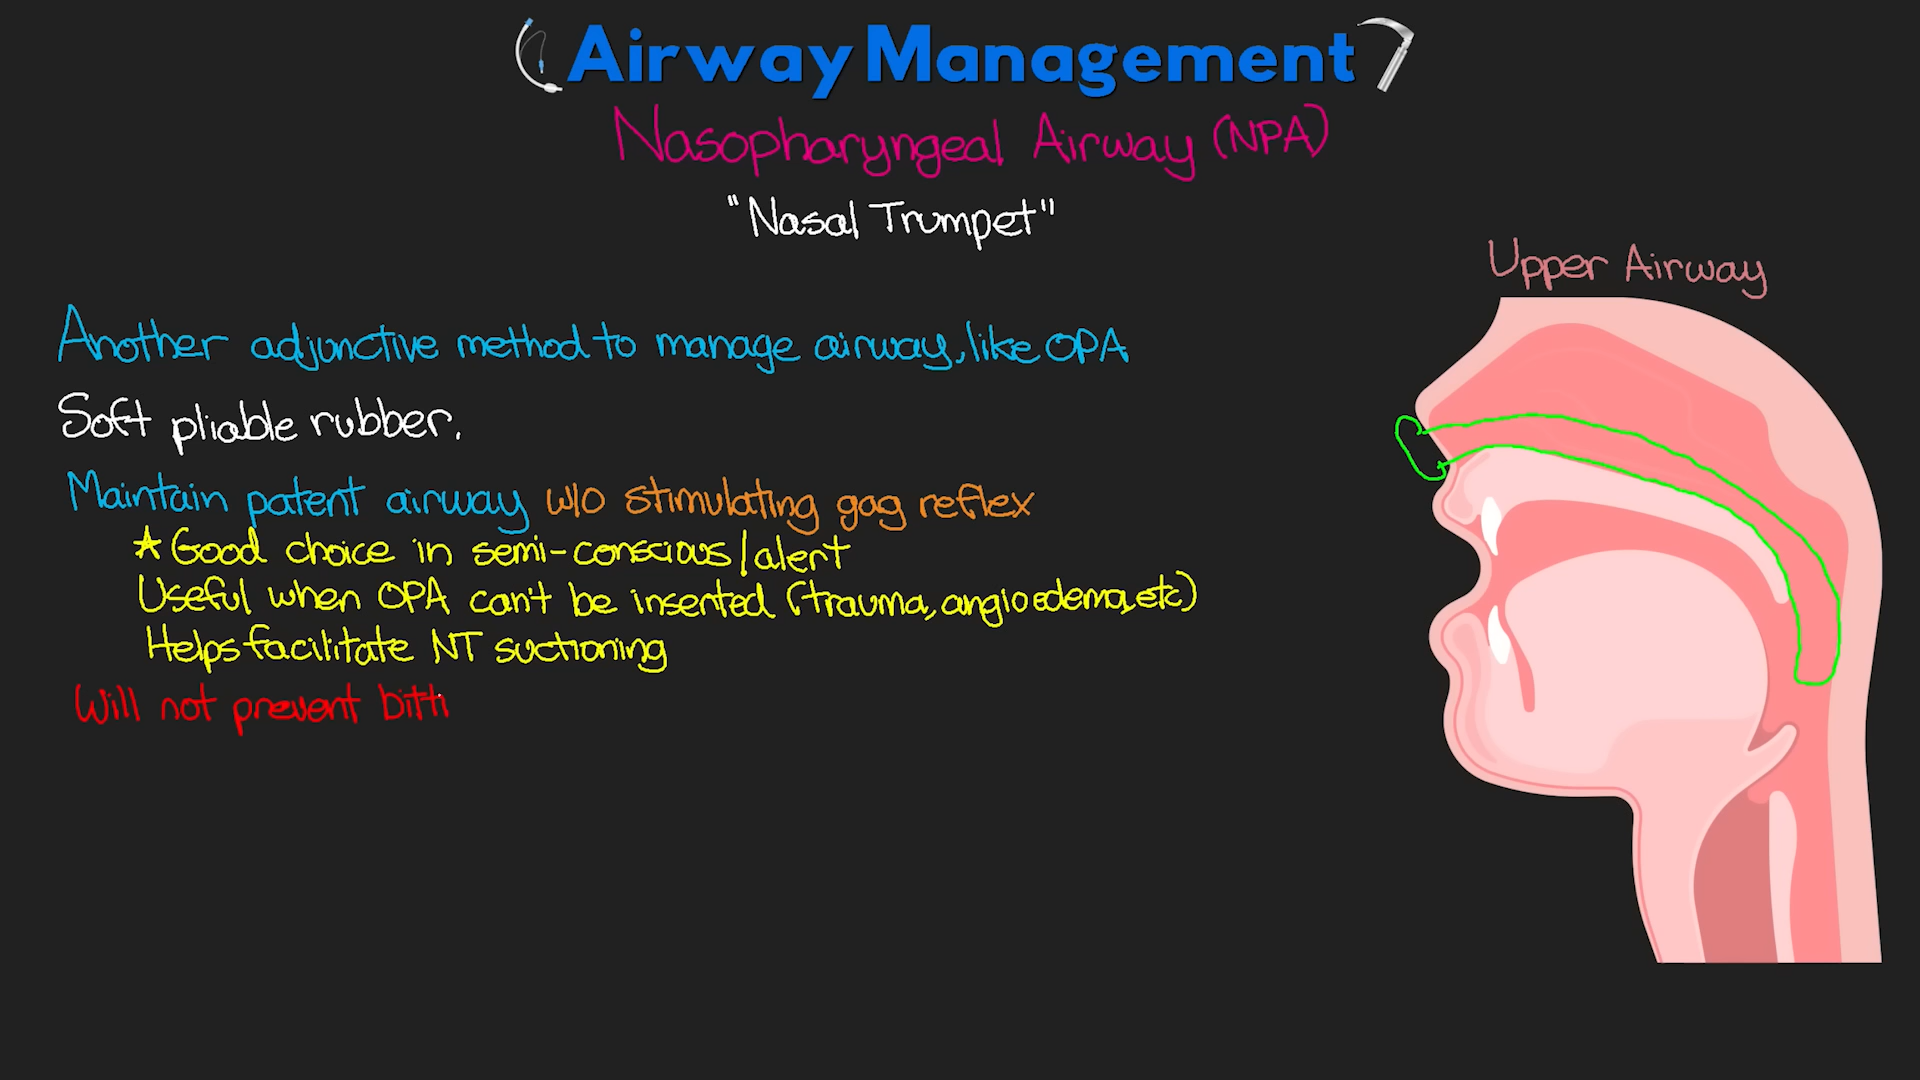 Airway Management
Nasopharyngeal Airway (NPA)
"Nasal Trumpet"
Upper Airway
Another adjunctive method to manage airway, like OPA
Soft pliable rubber.
Maintain patent airway w/o stimulating gag reflex
★ Good choice in semi-conscious/alert
Useful when OPA can't be inserted (trauma, angioedema, etc)
Helps facilitate NT suctioning
Will not prevent bitti